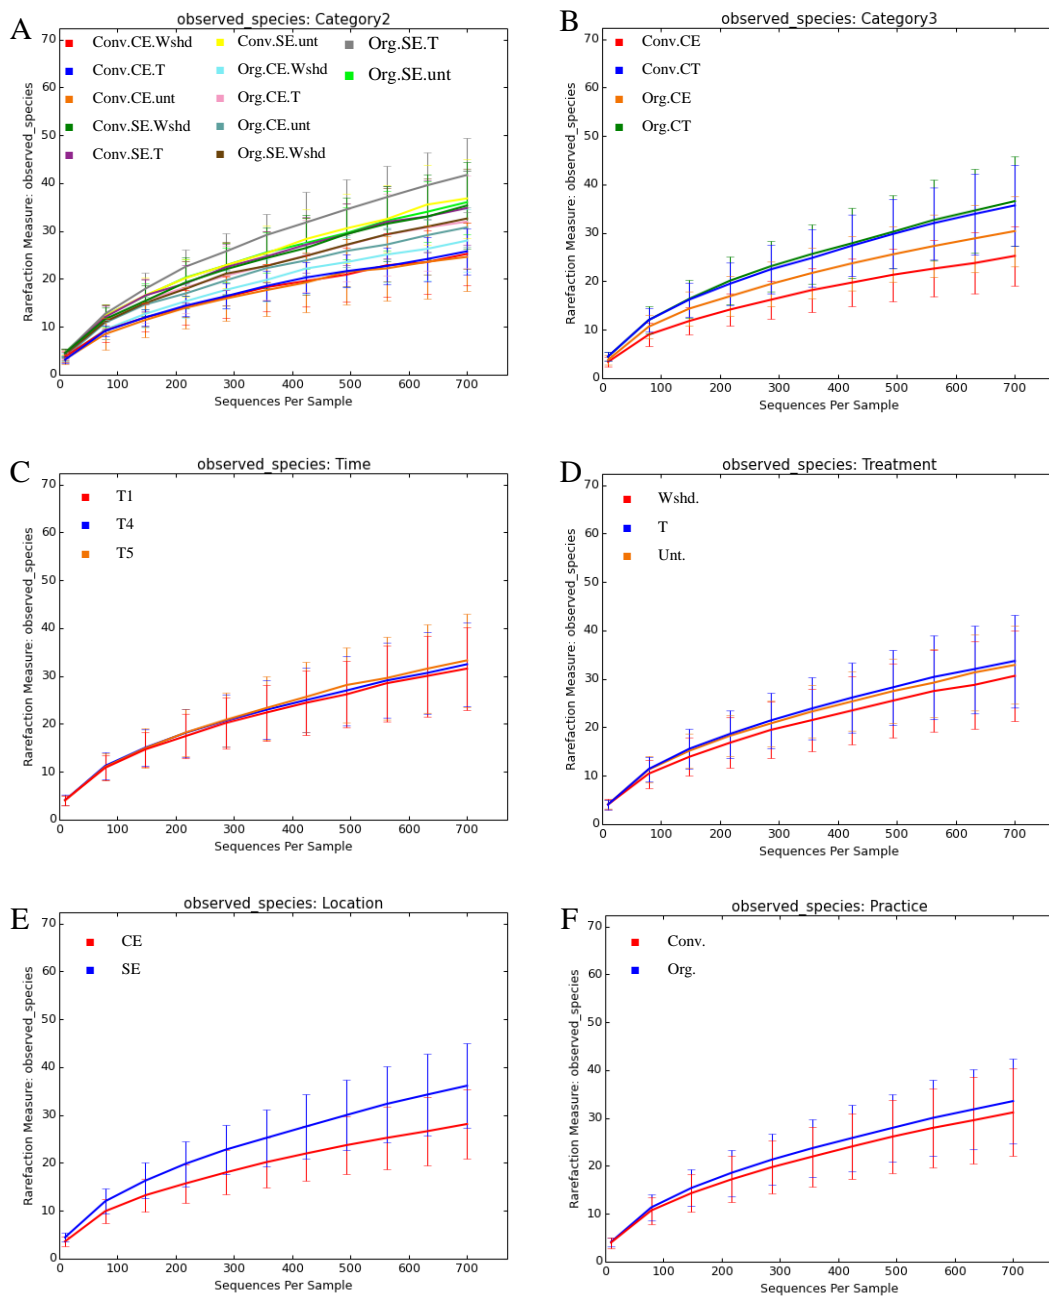 A
observed_species: Category2
Conv.CE.Wshd
Conv.CE.T
Conv.CE.unt
Conv.SE.Wshd
Conv.SE.T
Conv.SE.unt
Org.CE.Wshd
Org.CE.T
Org.CE.unt
Org.SE.Wshd
Org.SE.T
Org.SE.unt
Rarefaction Measure: observed_species
70
60
50
40
30
20
10
0
0 100 200 300 400 500 600 700
Sequences Per Sample
B
observed_species: Category3
Conv.CE
Conv.CT
Org.CE
Org.CT
Rarefaction Measure: observed_species
70
60
50
40
30
20
10
0
0 100 200 300 400 500 600 700
Sequences Per Sample
C
observed_species: Time
T1
T4
T5
Rarefaction Measure: observed_species
70
60
50
40
30
20
10
0
0 100 200 300 400 500 600 700
Sequences Per Sample
D
observed_species: Treatment
Wshd.
T
Unt.
Rarefaction Measure: observed_species
70
60
50
40
30
20
10
0
0 100 200 300 400 500 600 700
Sequences Per Sample
E
observed_species: Location
CE
SE
Rarefaction Measure: observed_species
70
60
50
40
30
20
10
0
0 100 200 300 400 500 600 700
Sequences Per Sample
F
observed_species: Practice
Conv.
Org.
Rarefaction Measure: observed_species
70
60
50
40
30
20
10
0
0 100 200 300 400 500 600 700
Sequences Per Sample